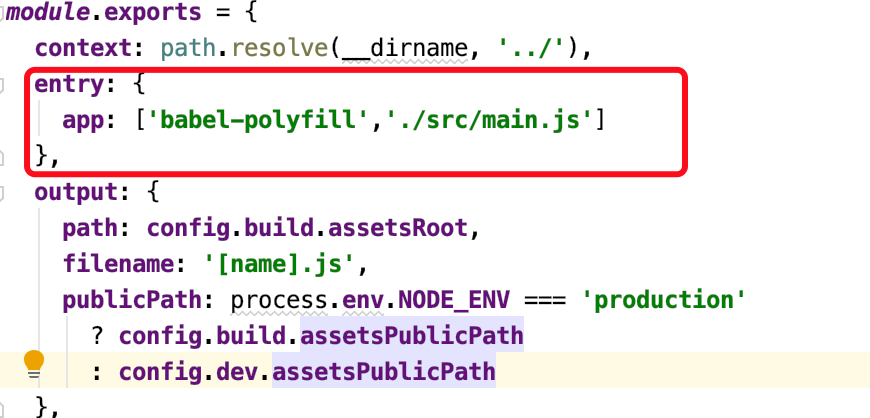 module.exports = {
  context: path.resolve(__dirname, '../'),
  entry: {
    app: ['babel-polyfill','./src/main.js']
  },
  output: {
    path: config.build.assetsRoot,
    filename: '[name].js',
    publicPath: process.env.NODE_ENV === 'production'
      ? config.build.assetsPublicPath
      : config.dev.assetsPublicPath
  },